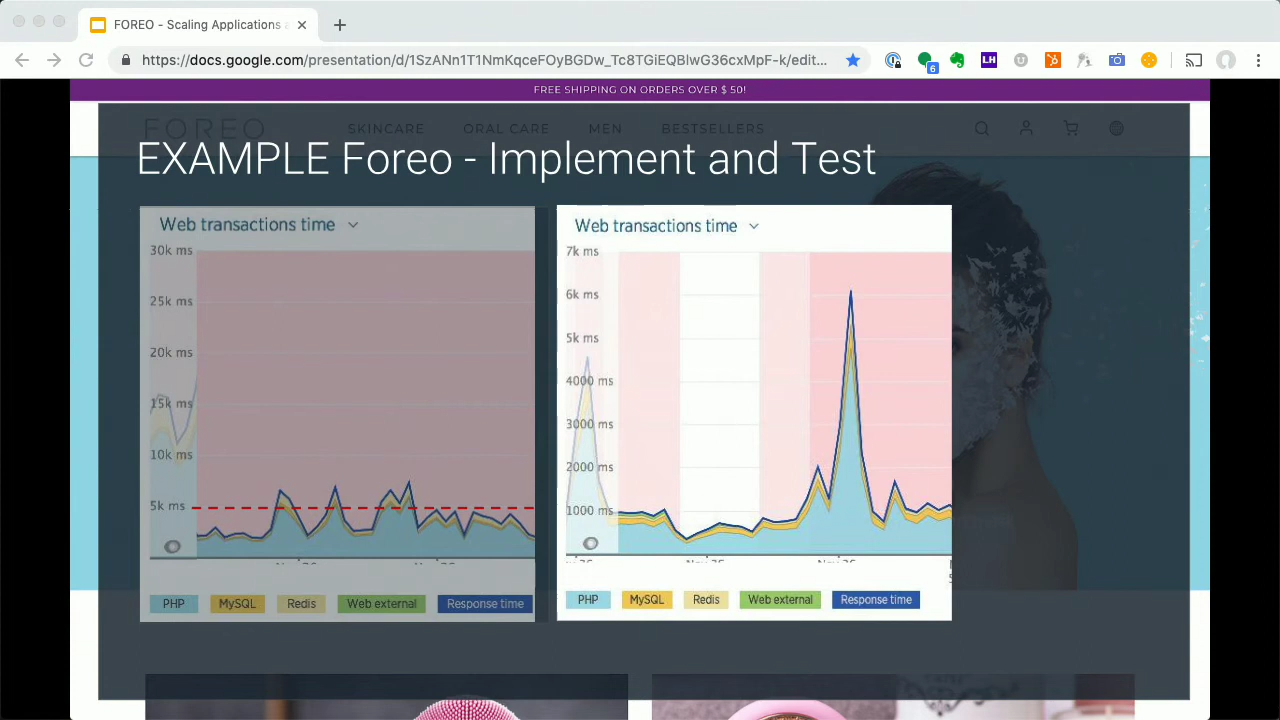 FOREO - Scaling Applications a
https://docs.google.com/presentation/d/1SzANn1T1NmKqceFOyBGDw_Tc8TGiEQBlwG36cxMpF-k/edit...
6
LH
FREE SHIPPING ON ORDERS OVER $ 50!
FOREO
SKINCARE
ORAL CARE
MEN
BESTSELLERS
EXAMPLE Foreo - Implement and Test
Web transactions time
30k ms
25k ms
20k ms
15k ms
10k ms
5k ms
PHP
MySQL
Redis
Web external
Response time
Web transactions time
7k ms
6k ms
5k ms
4000 ms
3000 ms
2000 ms
1000 ms
PHP
MySQL
Redis
Web external
Response time